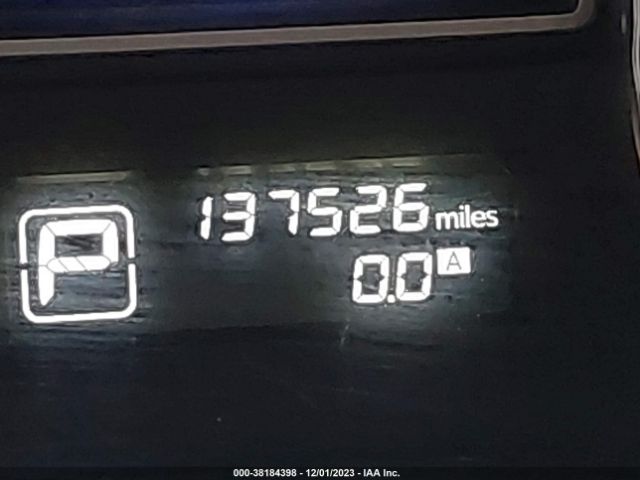 137526 miles
P
0.0 A
000-38184398 - 12/01/2023 - IAA Inc.